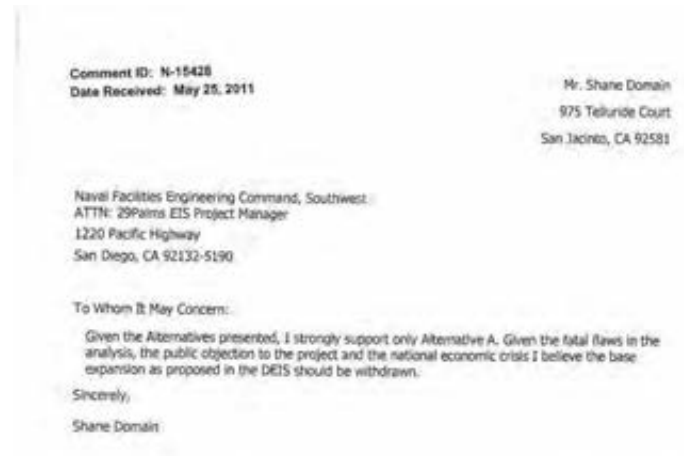 Comment ID: N-15428
Date Received: May 25, 2011
Mr. Shane Domain
975 Telluride Court
San Jacinto, CA 92581
Naval Facilities Engineering Command, Southwest
ATTN: 29Palms EIS Project Manager
1220 Pacific Highway
San Diego, CA 92132-5190
To Whom It May Concern:
Given the Alternatives presented, I strongly support only Alternative A. Given the fatal flaws in the
analysis, the public objection to the project and the national economic crisis I believe the base
expansion as proposed in the DEIS should be withdrawn.
Sincerely,
Shane Domain